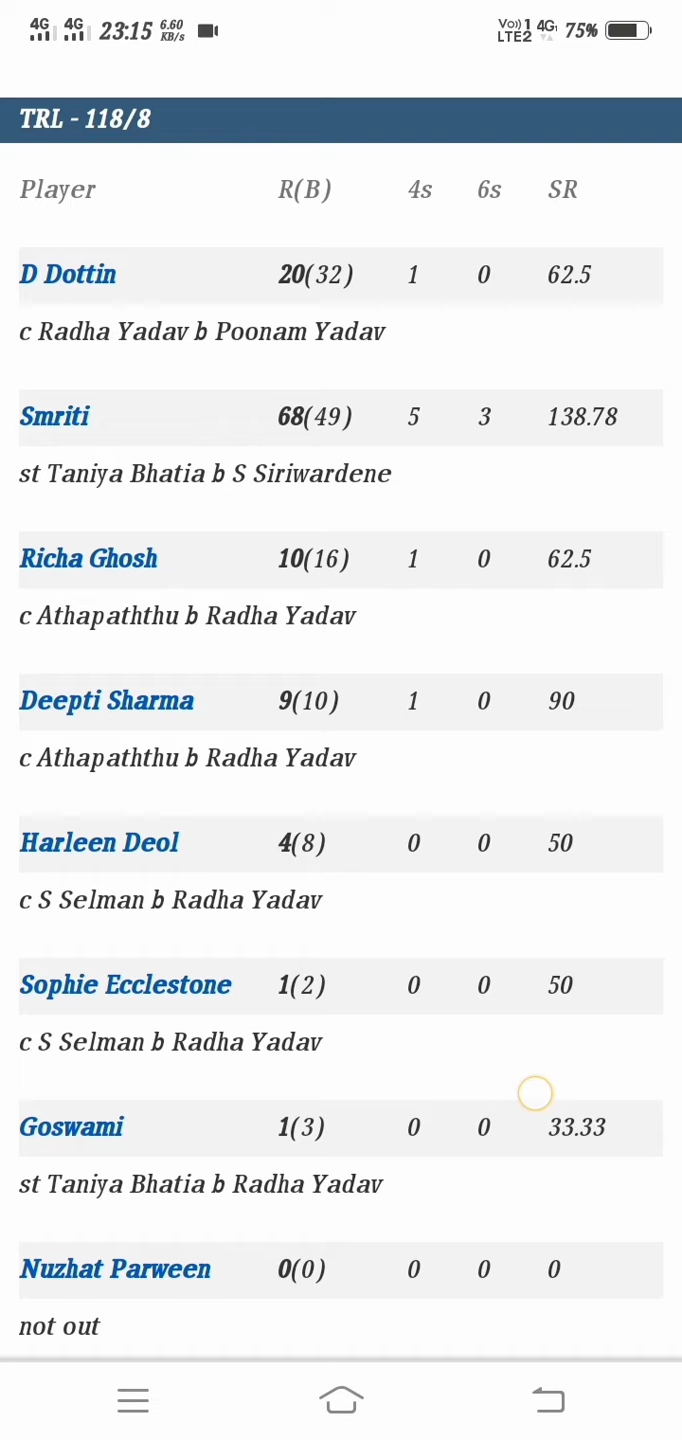 4G 4G 23:15 6.60 KB/s Vo)) 1 4G 75%
LTE2
TRL - 118/8
Player R(B) 4s 6s SR
D Dottin 20(32) 1 0 62.5
c Radha Yadav b Poonam Yadav
Smriti 68(49) 5 3 138.78
st Taniya Bhatia b S Siriwardene
Richa Ghosh 10(16) 1 0 62.5
c Athapaththu b Radha Yadav
Deepti Sharma 9(10) 1 0 90
c Athapaththu b Radha Yadav
Harleen Deol 4(8) 0 0 50
c S Selman b Radha Yadav
Sophie Ecclestone 1(2) 0 0 50
c S Selman b Radha Yadav
Goswami 1(3) 0 0 33.33
st Taniya Bhatia b Radha Yadav
Nuzhat Parween 0(0) 0 0 0
not out